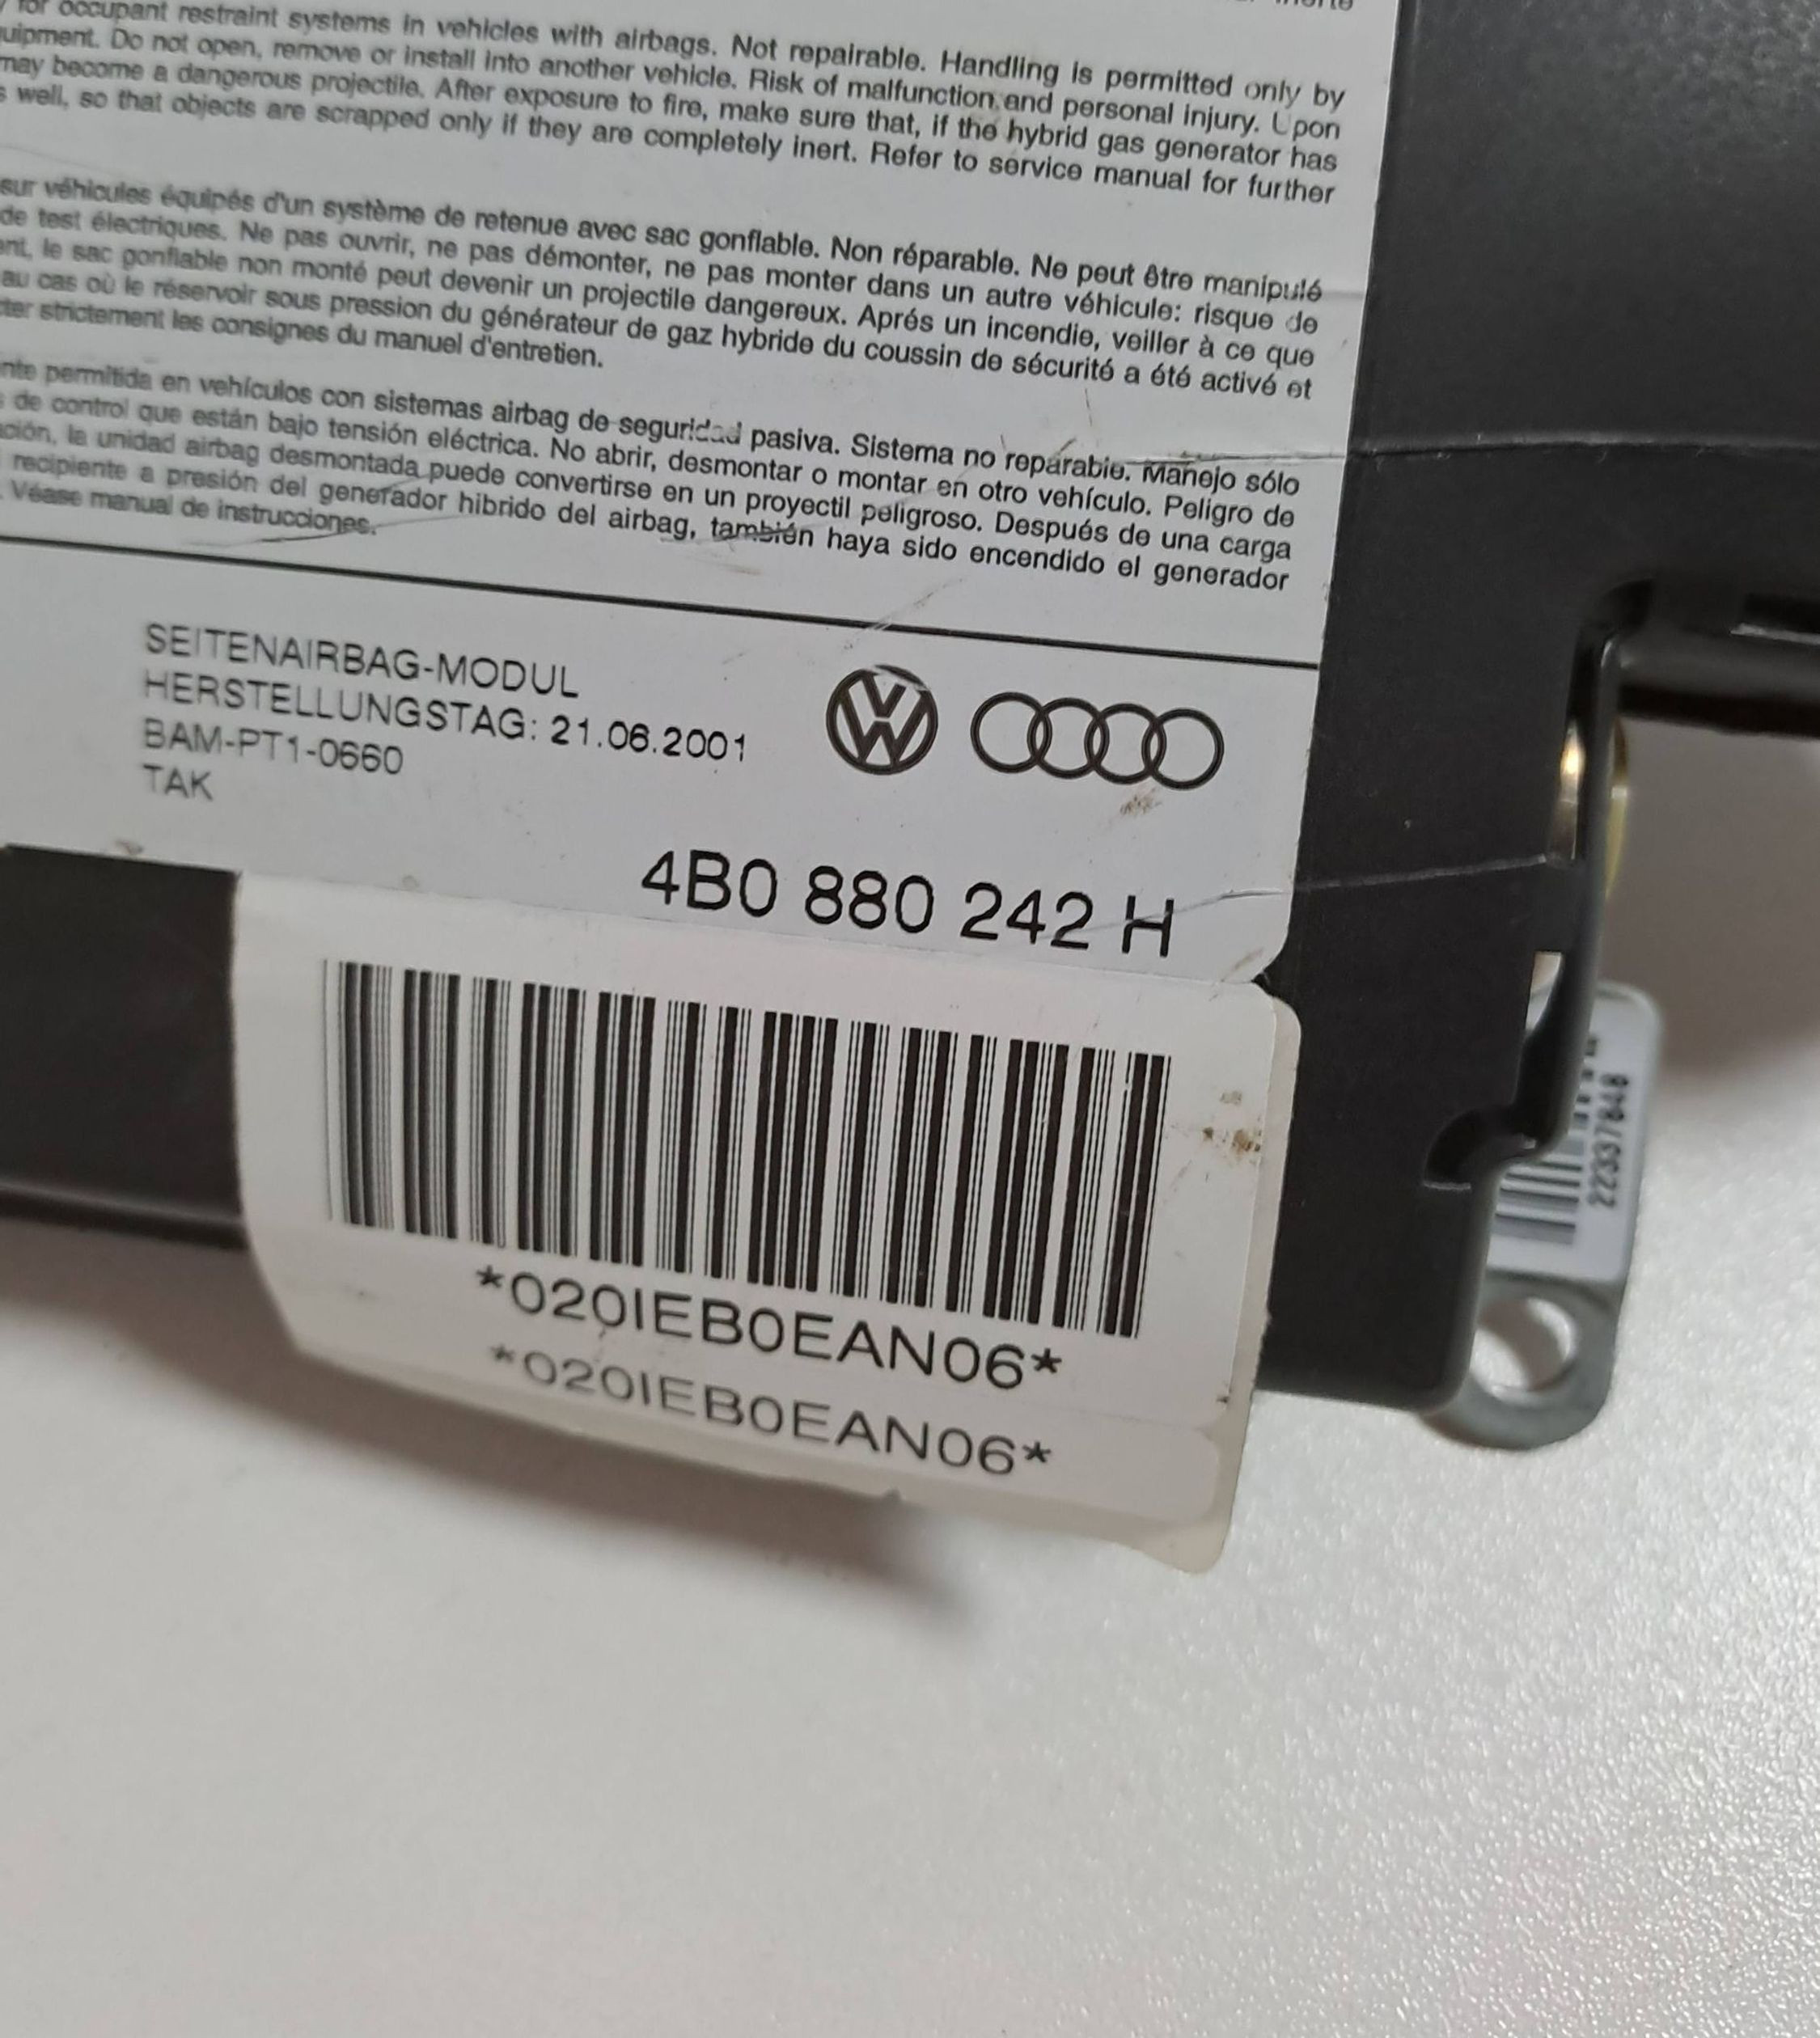 for occupant restraint systems in vehicles with airbags. Not repairable. Handling is permitted only by
Do not open, remove or install into another vehicle. Risk of malfunction and personal injury. Upon
may become a dangerous projectile. After exposure to fire, make sure that, if the hybrid gas generator has
well, so that objects are scrapped only if they are completely inert. Refer to service manual for further
sur véhicules équipés d'un système de retenue avec sac gonflable. Non réparable. Ne peut être manipulé
de test électriques. Ne pas ouvrir, ne pas démonter, ne pas monter dans un autre véhicule: risque de
le sac gonflable non monté peut devenir un projectile dangereux. Aprés un incendie, veiller à ce que
au cas où le réservoir sous pression du générateur de gaz hybride du coussin de sécurité a été activé et
strictement les consignes du manuel d'entretien.
permitida en vehículos con sistemas airbag de seguridad pasiva. Sistema no reparable. Manejo sólo
de control que están bajo tensión eléctrica. No abrir, desmontar o montar en otro vehículo. Peligro de
la unidad airbag desmontada puede convertirse en un proyectil peligroso. Después de una carga
recipiente a presión del generador hibrido del airbag, también haya sido encendido el generador
Véase manual de instrucciones.
SEITENAIRBAG-MODUL
HERSTELLUNGSTAG: 21.06.2001
BAM-PT1-0660
TAK
4B0 880 242 H
*020IEB0EAN06*
*020IEB0EAN06*
22337848